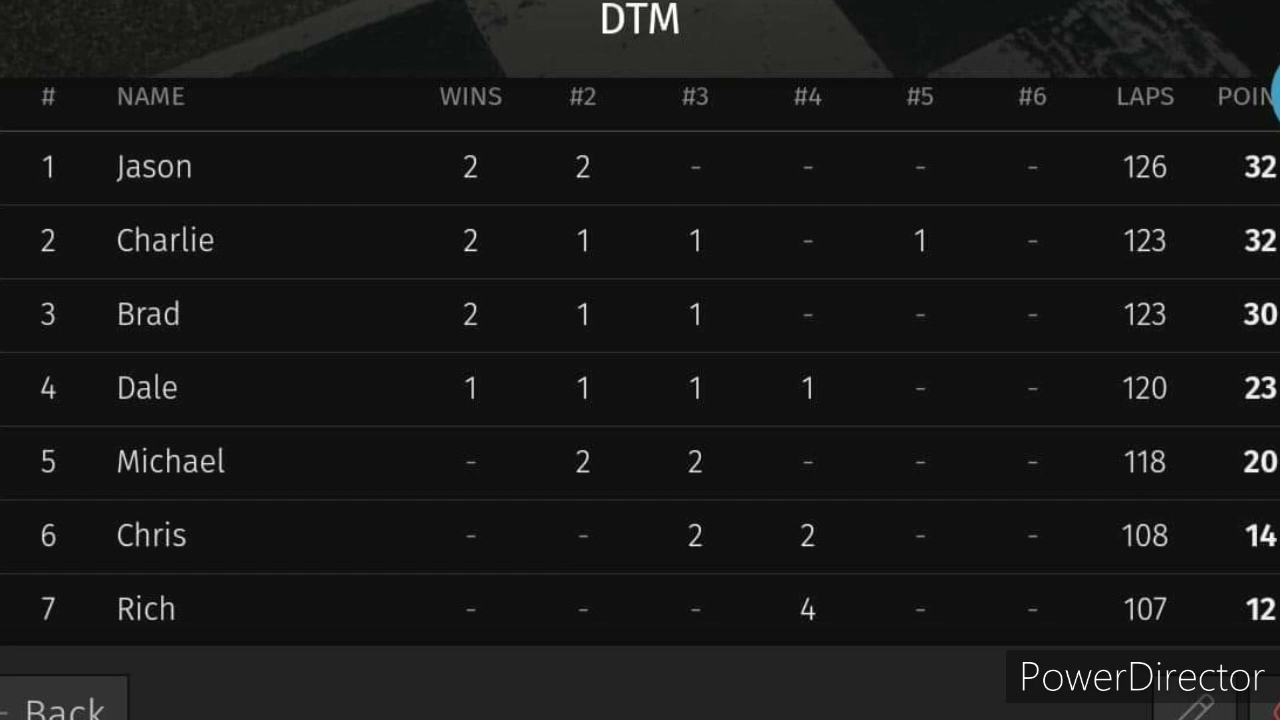 DTM
# NAME WINS #2 #3 #4 #5 #6 LAPS POIN
1 Jason 2 2 - - - - 126 32
2 Charlie 2 1 1 - 1 - 123 32
3 Brad 2 1 1 - - - 123 30
4 Dale 1 1 1 1 - - 120 23
5 Michael - 2 2 - - - 118 20
6 Chris - - 2 2 - - 108 14
7 Rich - - - 4 - - 107 12
Back
PowerDirector